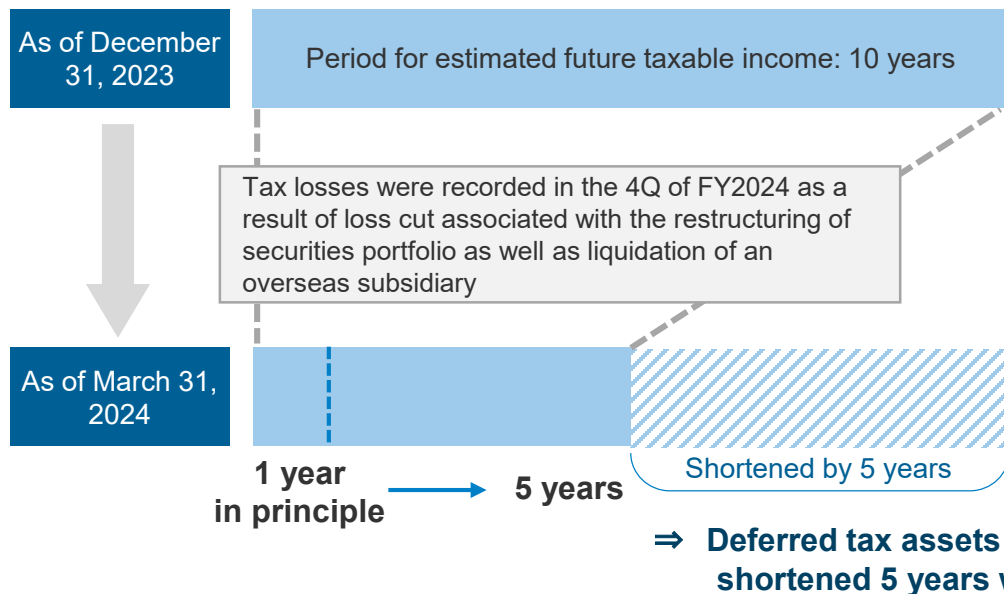 As of December
31, 2023
Period for estimated future taxable income: 10 years
Tax losses were recorded in the 4Q of FY2024 as a
result of loss cut associated with the restructuring of
securities portfolio as well as liquidation of an
overseas subsidiary
As of March 31,
2024
1 year
in principle
5 years
Shortened by 5 years
⇒ Deferred tax assets
shortened 5 years